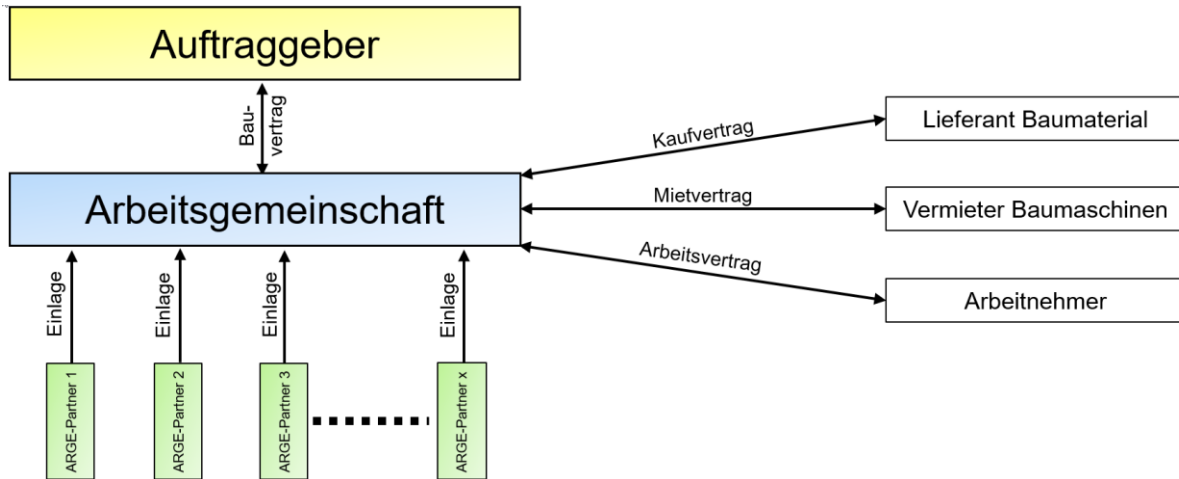 Auftraggeber
Bau-
vertrag
Kaufvertrag
Lieferant Baumaterial
Arbeitsgemeinschaft
Mietvertrag
Vermieter Baumaschinen
Arbeitsvertrag
Arbeitnehmer
Einlage
Einlage
Einlage
Einlage
ARGE-Partner 1
ARGE-Partner 2
ARGE-Partner 3
ARGE-Partner x